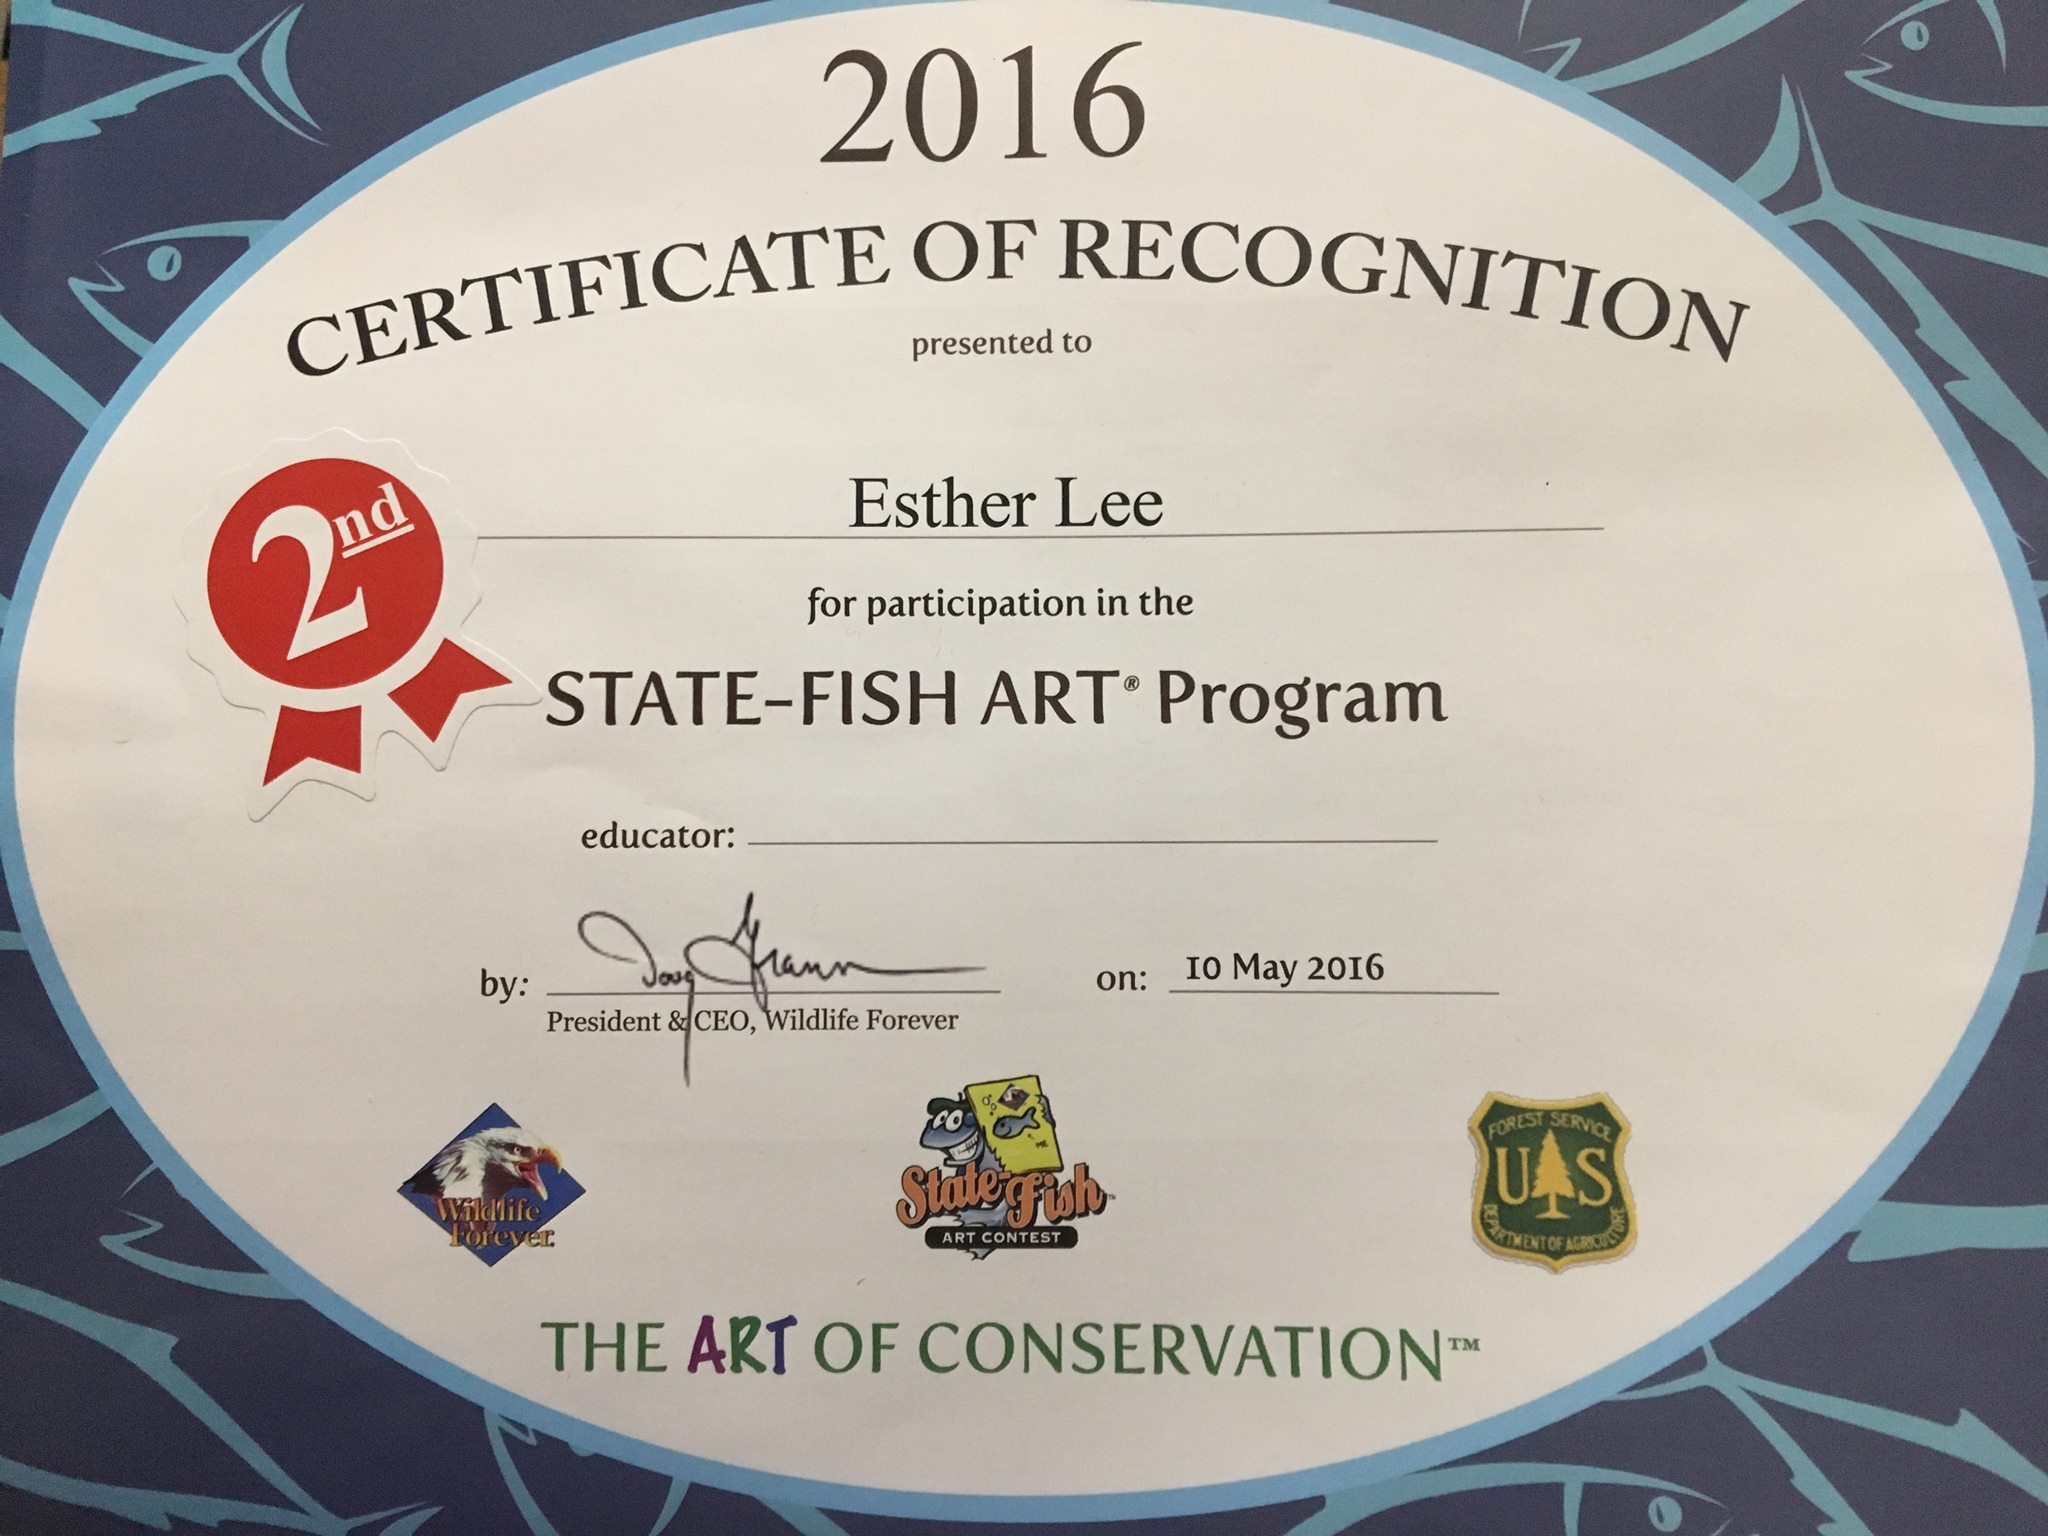 2016
CERTIFICATE OF RECOGNITION
presented to
2nd
Esther Lee
for participation in the
STATE-FISH ART® Program
educator:
by: Doug Grann
on: 10 May 2016
President & CEO, Wildlife Forever
Wildlife
Forever
ME
State-Fish
ART CONTEST
FOREST SERVICE
U S
DEPARTMENT OF AGRICULTURE
THE ART OF CONSERVATION™